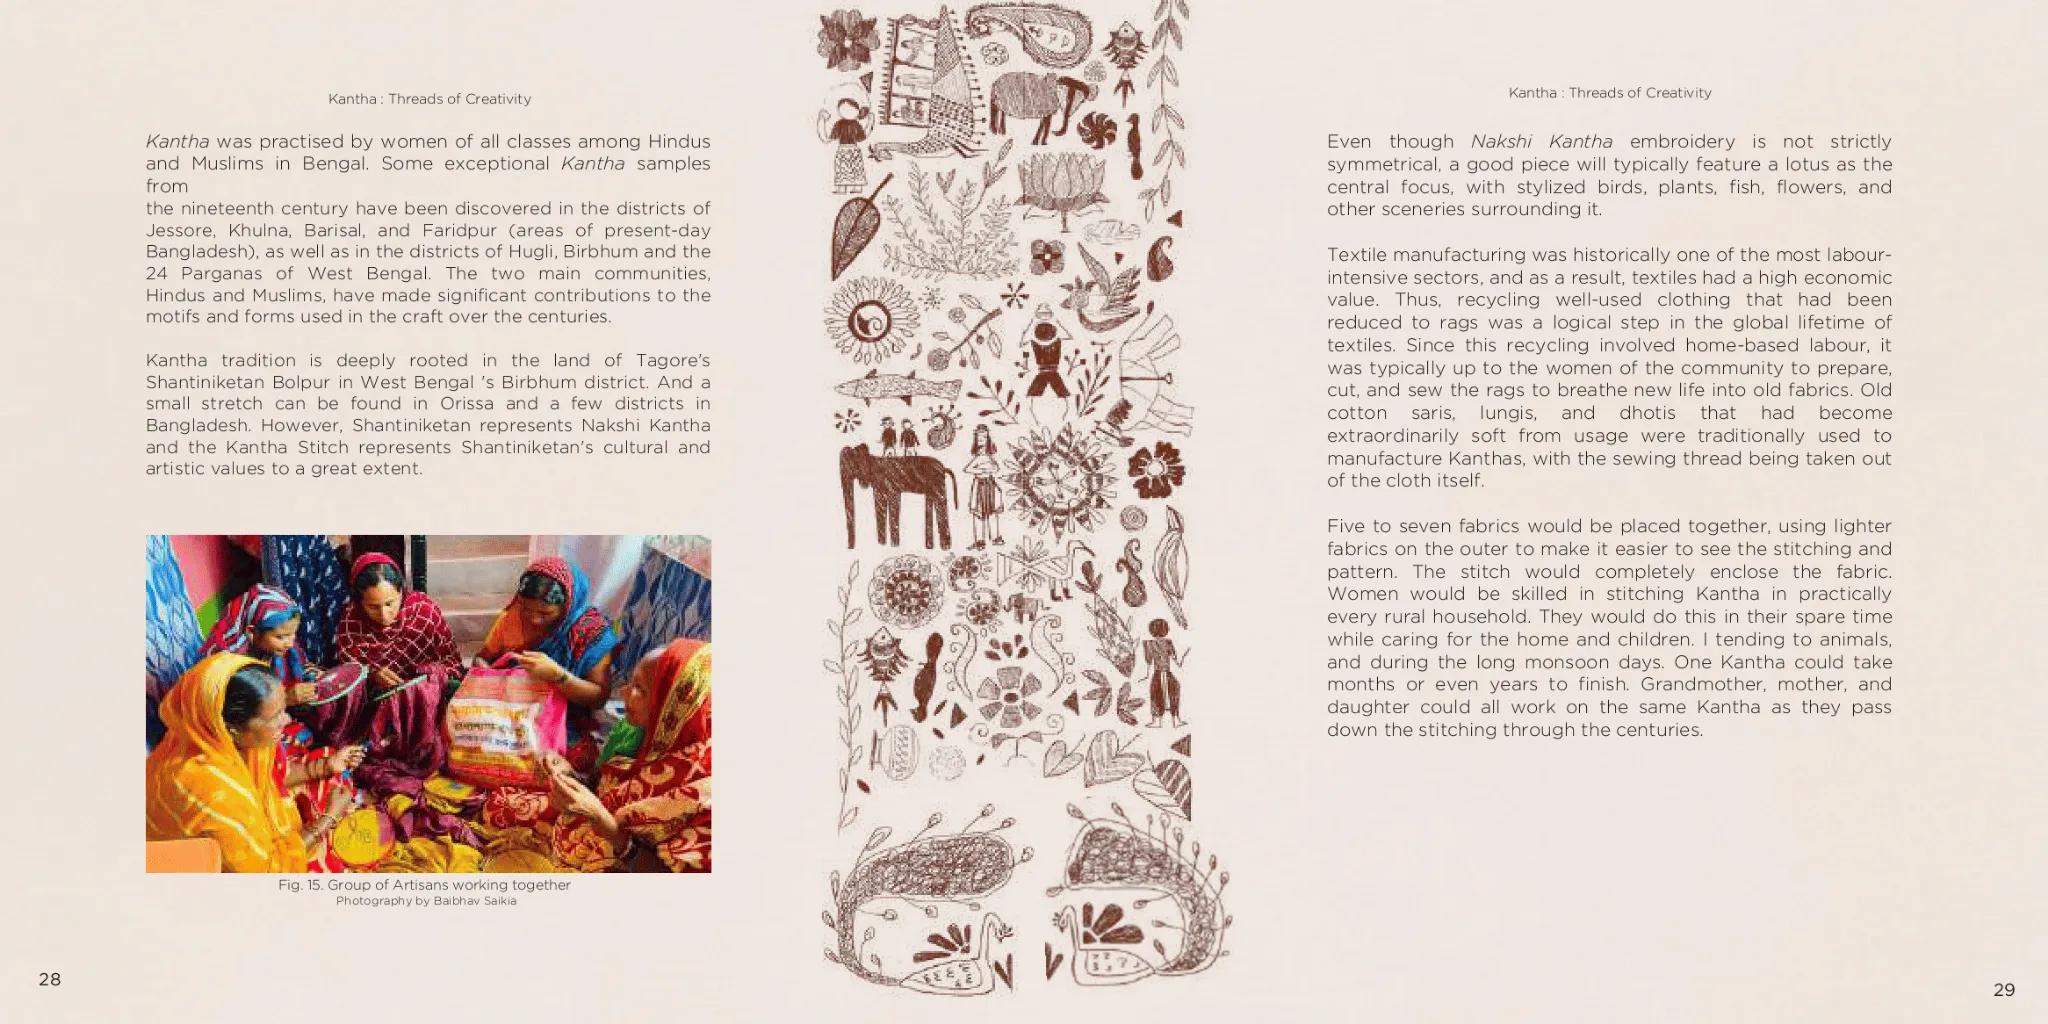 Kantha : Threads of Creativity
Kantha was practised by women of all classes among Hindus
and Muslims in Bengal. Some exceptional Kantha samples
from
the nineteenth century have been discovered in the districts of
Jessore, Khulna, Barisal, and Faridpur (areas of present-day
Bangladesh), as well as in the districts of Hugli, Birbhum and the
24 Parganas of West Bengal. The two main communities,
Hindus and Muslims, have made significant contributions to the
motifs and forms used in the craft over the centuries.
Kantha tradition is deeply rooted in the land of Tagore's
Shantiniketan Bolpur in West Bengal 's Birbhum district. And a
small stretch can be found in Orissa and a few districts in
Bangladesh. However, Shantiniketan represents Nakshi Kantha
and the Kantha Stitch represents Shantiniketan's cultural and
artistic values to a great extent.
Fig. 15. Group of Artisans working together
Photography by Baibhav Saikia
28
Kantha : Threads of Creativity
Even though Nakshi Kantha embroidery is not strictly
symmetrical, a good piece will typically feature a lotus as the
central focus, with stylized birds, plants, fish, flowers, and
other sceneries surrounding it.
Textile manufacturing was historically one of the most labour-
intensive sectors, and as a result, textiles had a high economic
value. Thus, recycling well-used clothing that had been
reduced to rags was a logical step in the global lifetime of
textiles. Since this recycling involved home-based labour, it
was typically up to the women of the community to prepare,
cut, and sew the rags to breathe new life into old fabrics. Old
cotton saris, lungis, and dhotis that had become
extraordinarily soft from usage were traditionally used to
manufacture Kanthas, with the sewing thread being taken out
of the cloth itself.
Five to seven fabrics would be placed together, using lighter
fabrics on the outer to make it easier to see the stitching and
pattern. The stitch would completely enclose the fabric.
Women would be skilled in stitching Kantha in practically
every rural household. They would do this in their spare time
while caring for the home and children. I tending to animals,
and during the long monsoon days. One Kantha could take
months or even years to finish. Grandmother, mother, and
daughter could all work on the same Kantha as they pass
down the stitching through the centuries.
29